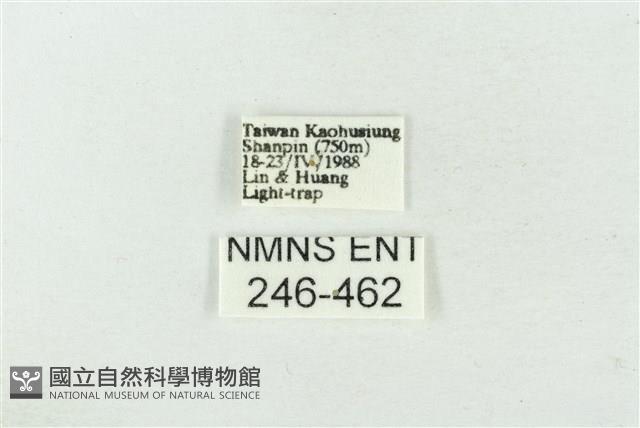 Taiwan Kaohusiung
Shanpin (750m)
18-23/IV/1988
Lin & Huang
Light-trap
NMNS ENT
246-462
國立自然科學博物館
NATIONAL MUSEUM OF NATURAL SCIENCE